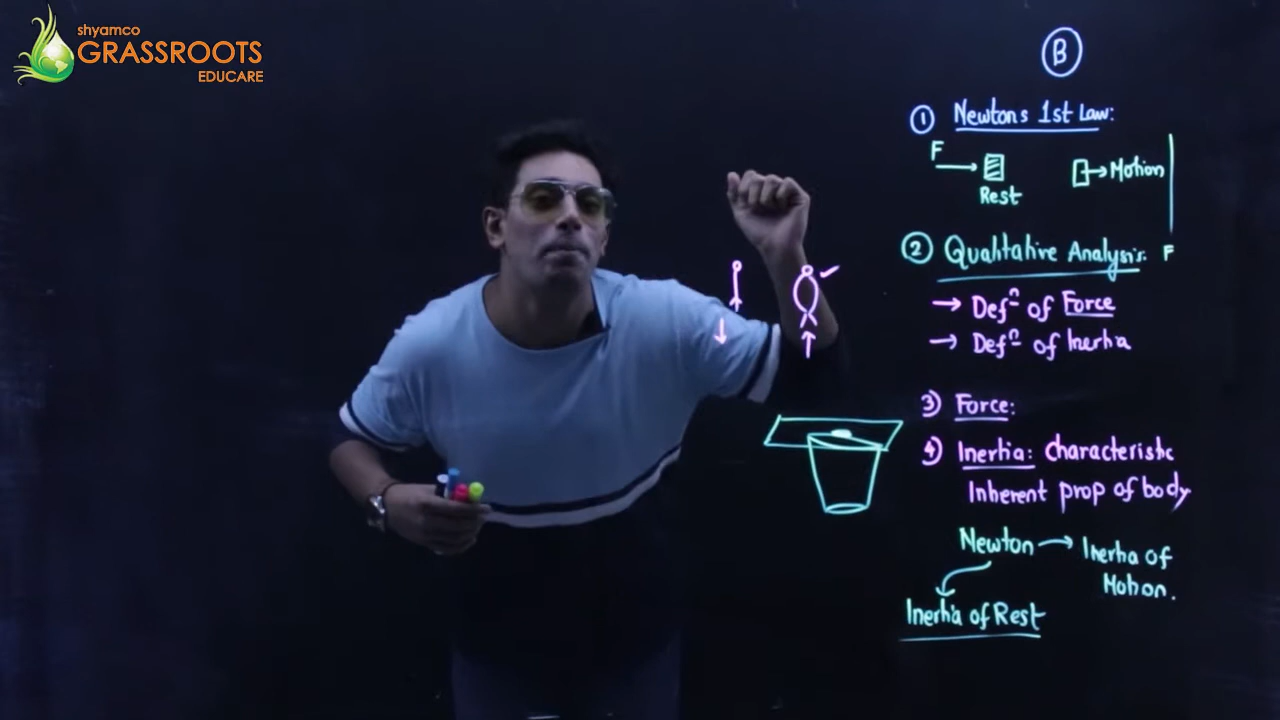 shyamco
GRASSROOTS
EDUCARE
B
1 Newtons 1st Law:
F
Rest
Motion
2 Qualitative Analysis: F
→ Defⁿ of Force
→ Defⁿ of Inertia
3) Force:
4) Inertia: characteristic
Inherent prop of body
Newton → Inertia of
Motion.
Inertia of Rest